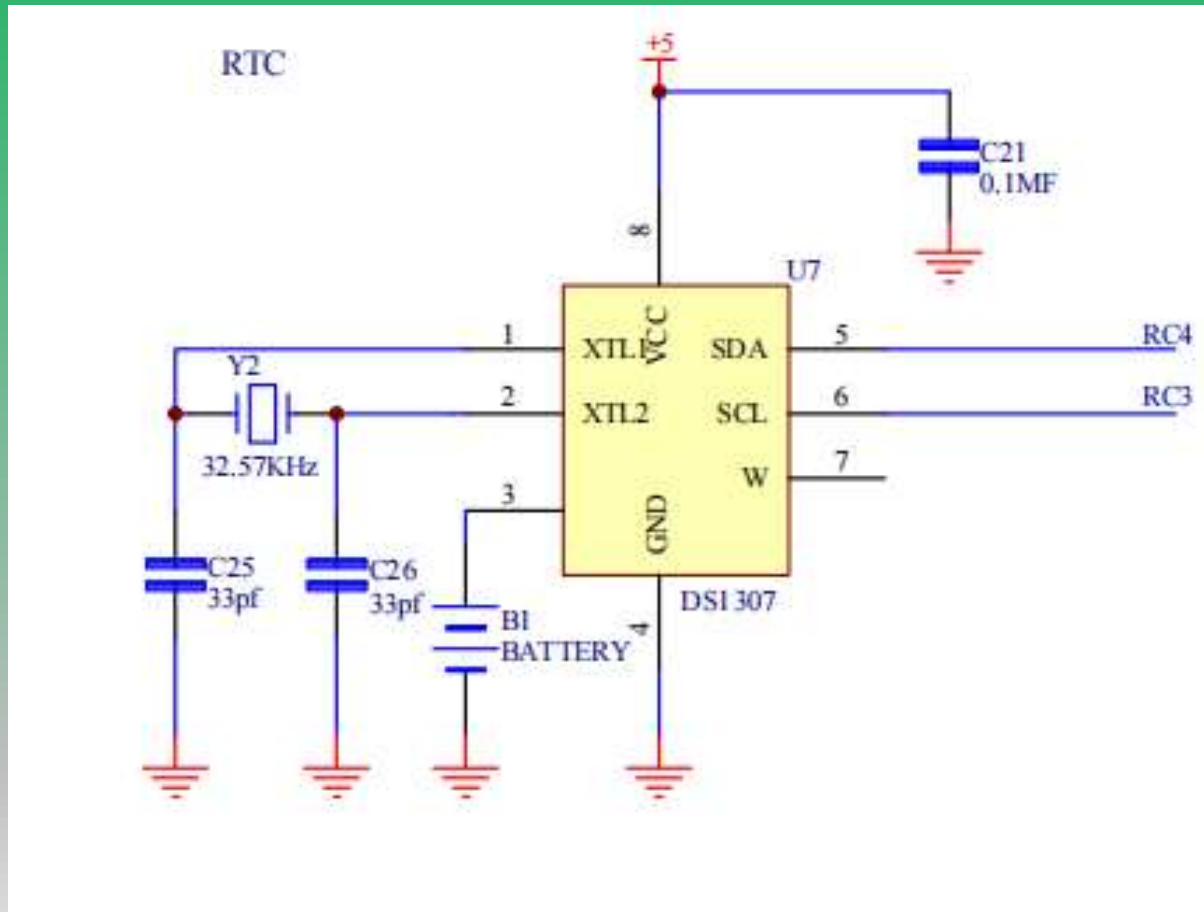 RTC
+5
C21
0.1MF
8
U7
1
XTL1
VCC
SDA
5
RC4
Y2
2
XTL2
SCL
6
RC3
32.57KHz
W
7
3
GND
C25
33pf
C26
33pf
B1
BATTERY
4
DS1307